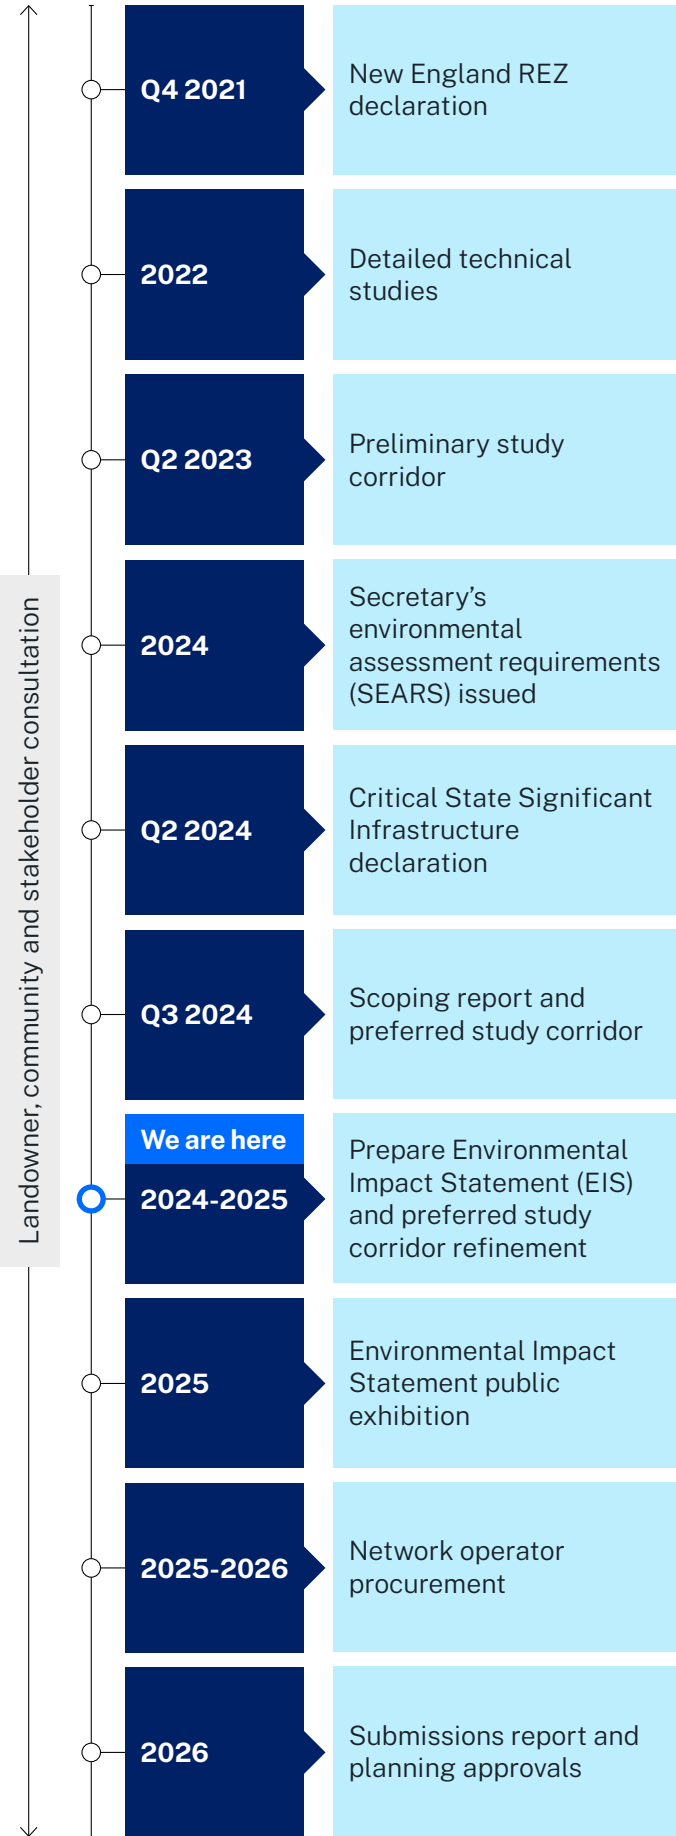 Landowner, community and stakeholder consultation
Q4 2021
New England REZ
declaration
2022
Detailed technical
studies
Q2 2023
Preliminary study
corridor
2024
Secretary’s
environmental
assessment requirements
(SEARS) issued
Q2 2024
Critical State Significant
Infrastructure
declaration
Q3 2024
Scoping report and
preferred study corridor
We are here
2024-2025
Prepare Environmental
Impact Statement (EIS)
and preferred study
corridor refinement
2025
Environmental Impact
Statement public
exhibition
2025-2026
Network operator
procurement
2026
Submissions report and
planning approvals